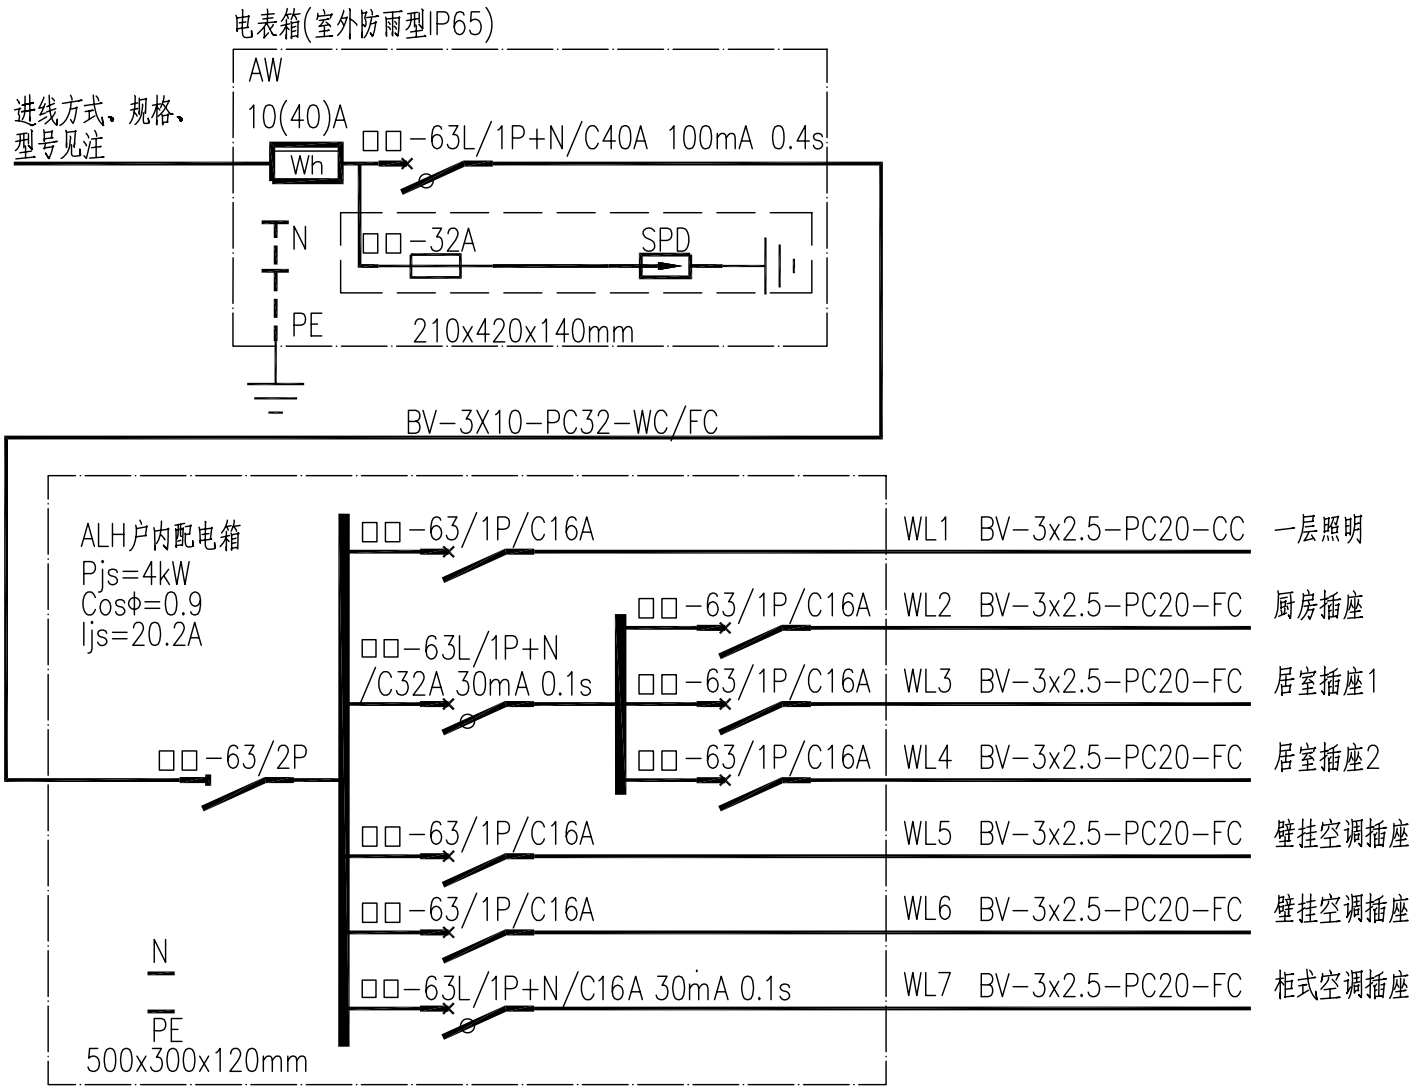 电表箱(室外防雨型IP65)
AW
进线方式、规格、
型号见注
10(40)A
Wh
□□-63L/1P+N/C40A 100mA 0.4s
N
□□-32A
SPD
PE
210x420x140mm
BV-3X10-PC32-WC/FC
ALH户内配电箱
Pjs=4kW
CosΦ=0.9
Ijs=20.2A
□□-63/1P/C16A WL1 BV-3x2.5-PC20-CC 一层照明
□□-63/1P/C16A WL2 BV-3x2.5-PC20-FC 厨房插座
□□-63L/1P+N
/C32A 30mA 0.1s
□□-63/1P/C16A WL3 BV-3x2.5-PC20-FC 居室插座1
□□-63/2P
□□-63/1P/C16A WL4 BV-3x2.5-PC20-FC 居室插座2
□□-63/1P/C16A WL5 BV-3x2.5-PC20-FC 壁挂空调插座
□□-63/1P/C16A WL6 BV-3x2.5-PC20-FC 壁挂空调插座
□□-63L/1P+N/C16A 30mA 0.1s WL7 BV-3x2.5-PC20-FC 柜式空调插座
N
PE
500x300x120mm